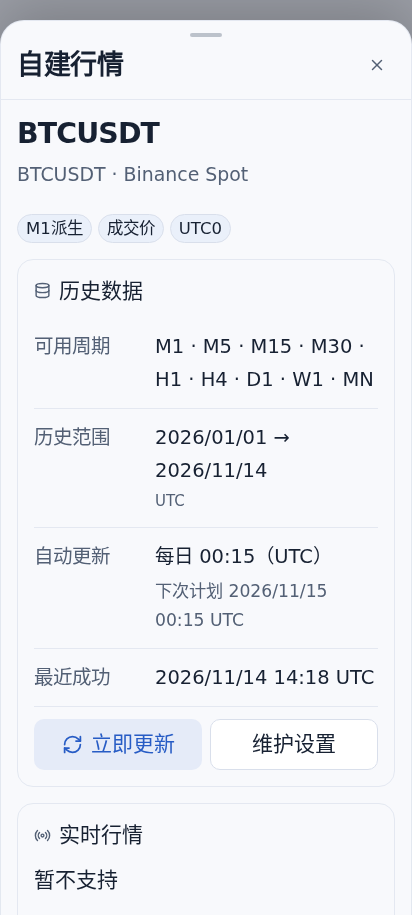 自建行情
×
BTCUSDT
BTCUSDT · Binance Spot
M1派生 成交价 UTC0
历史数据
可用周期 M1 · M5 · M15 · M30 ·
H1 · H4 · D1 · W1 · MN
历史范围 2026/01/01 →
2026/11/14
UTC
自动更新 每日 00:15（UTC）
下次计划 2026/11/15
00:15 UTC
最近成功 2026/11/14 14:18 UTC
立即更新 维护设置
实时行情
暂不支持